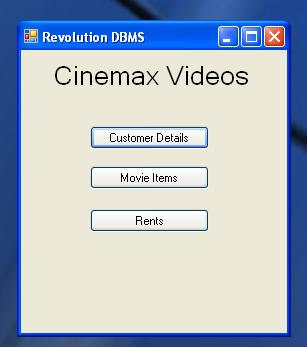 Revolution DBMS
Cinemax Videos
Customer Details
Movie Items
Rents